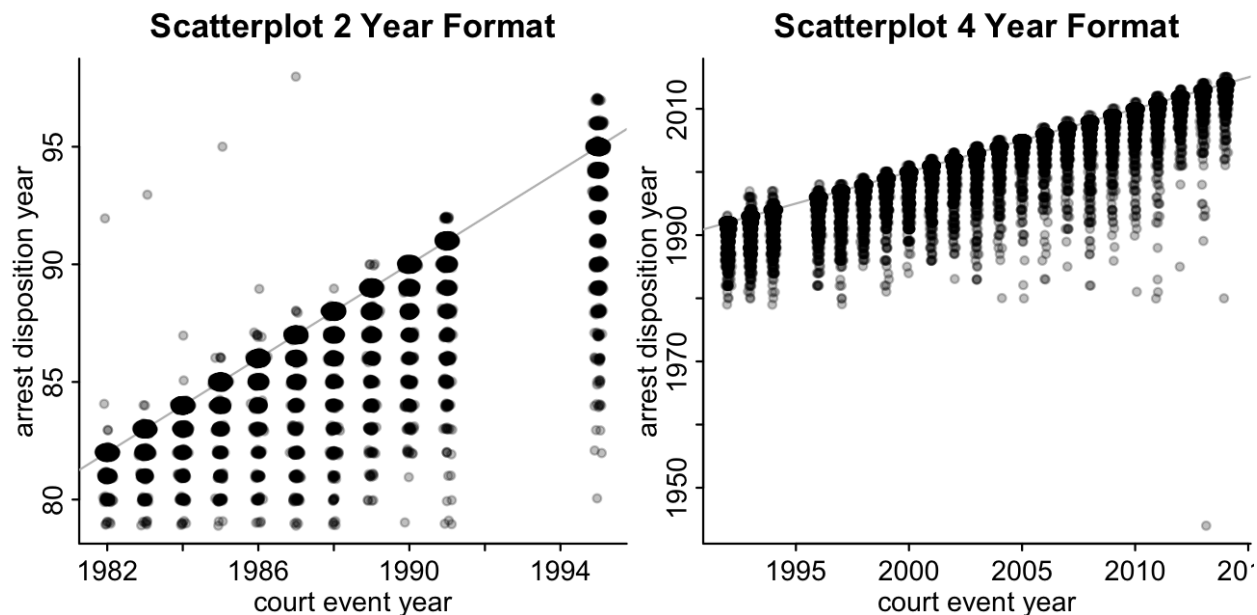 Scatterplot 2 Year Format
95
90
85
80
arrest disposition year
1982
1986
1990
1994
court event year
Scatterplot 4 Year Format
2010
1990
1970
1950
arrest disposition year
1995
2000
2005
2010
court event year